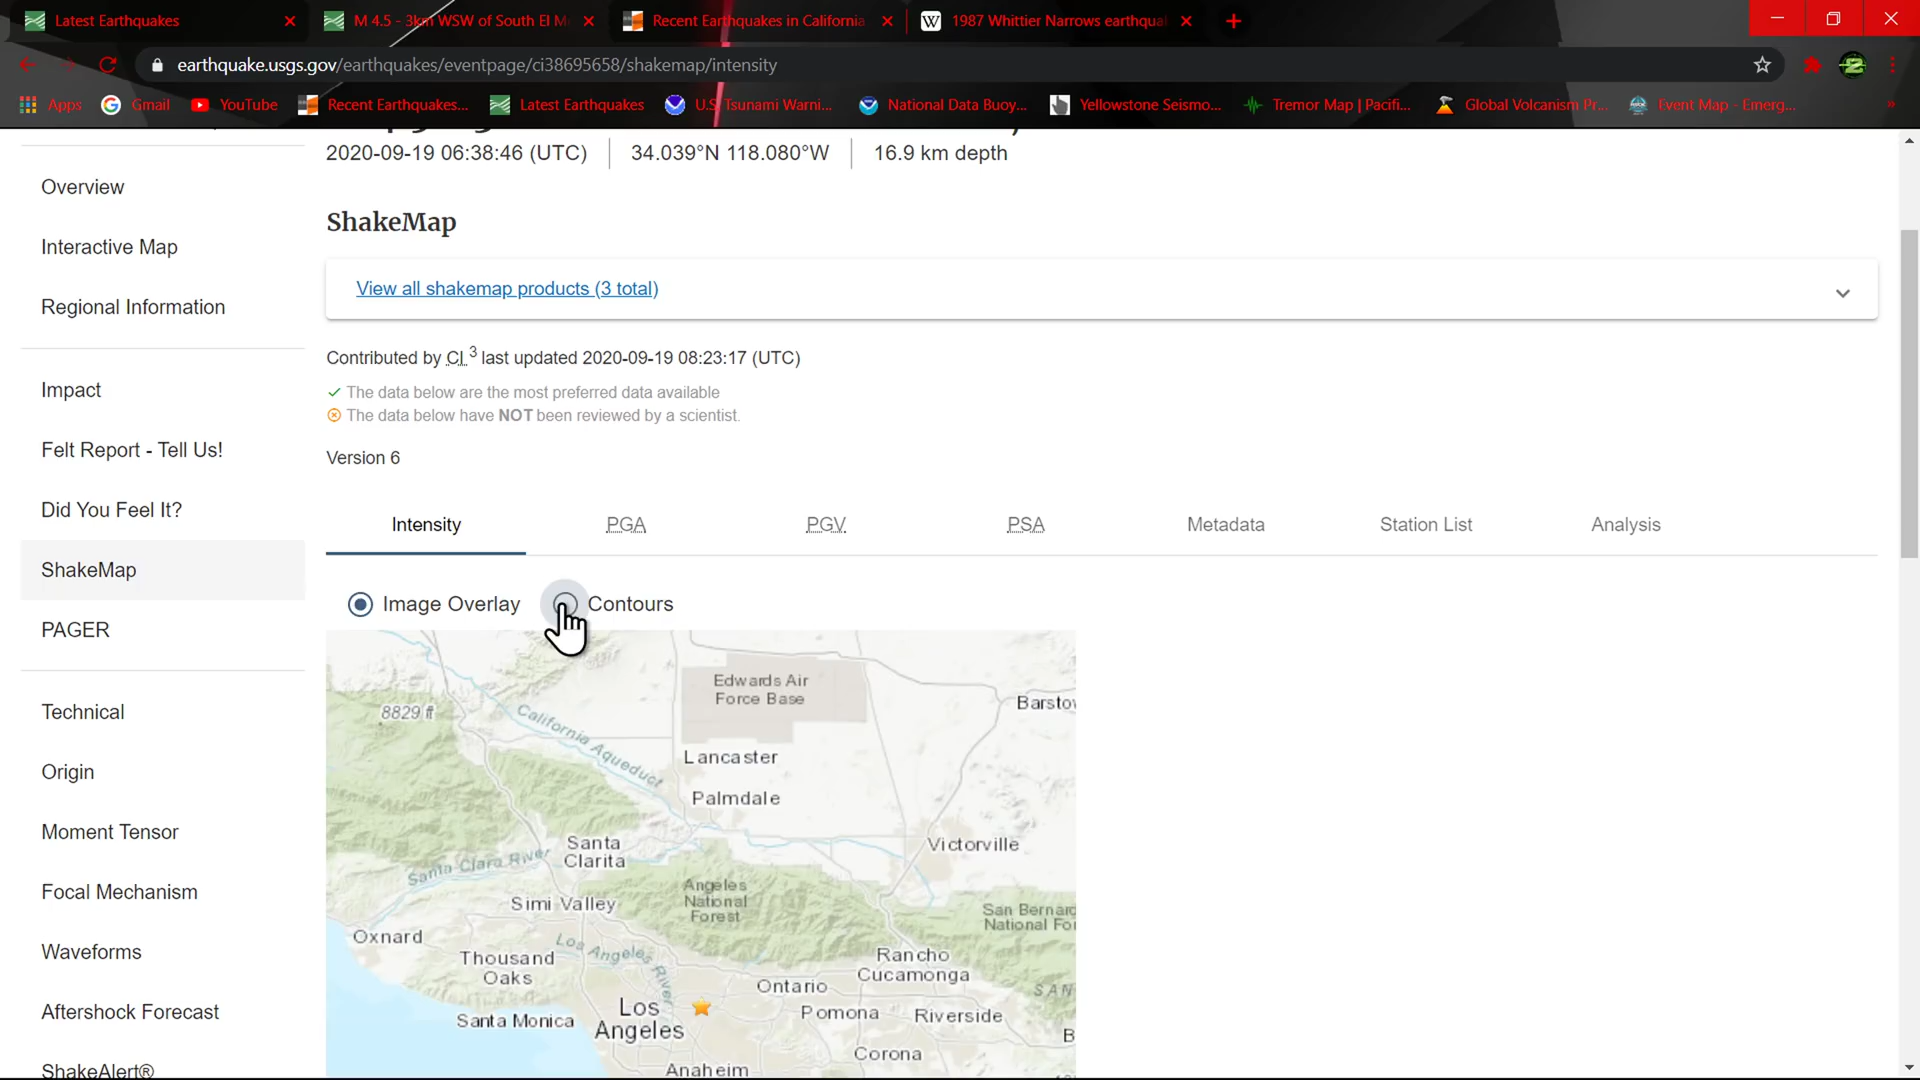 Latest Earthquakes
M 4.5 - 3km WSW of South El M
Recent Earthquakes in California
1987 Whittier Narrows earthqua
earthquake.usgs.gov/earthquakes/eventpage/ci38695658/shakemap/intensity
Apps
Gmail
YouTube
Recent Earthquakes...
Latest Earthquakes
U.S. Tsunami Warni...
National Data Buoy...
Yellowstone Seismo...
Tremor Map | Pacifi...
Global Volcanism Pr...
Event Map - Emerg...
2020-09-19 06:38:46 (UTC)
34.039°N 118.080°W
16.9 km depth
Overview
Interactive Map
Regional Information
Impact
Felt Report - Tell Us!
Did You Feel It?
ShakeMap
PAGER
Technical
Origin
Moment Tensor
Focal Mechanism
Waveforms
Aftershock Forecast
ShakeAlert®
ShakeMap
View all shakemap products (3 total)
Contributed by CI 3 last updated 2020-09-19 08:23:17 (UTC)
The data below are the most preferred data available
The data below have NOT been reviewed by a scientist.
Version 6
Intensity
PGA
PGV
PSA
Metadata
Station List
Analysis
Image Overlay
Contours
Edwards Air
Force Base
Barstow
8829 ft
California Aqueduct
Lancaster
Palmdale
Santa
Clarita
Victorville
Santa Clara River
Angeles
National
Forest
Simi Valley
San Bernard
National For
Oxnard
Los Angeles River
Thousand
Oaks
Rancho
Cucamonga
Ontario
SAN
Los
Angeles
Santa Monica
Pomona
Riverside
Corona
Anaheim